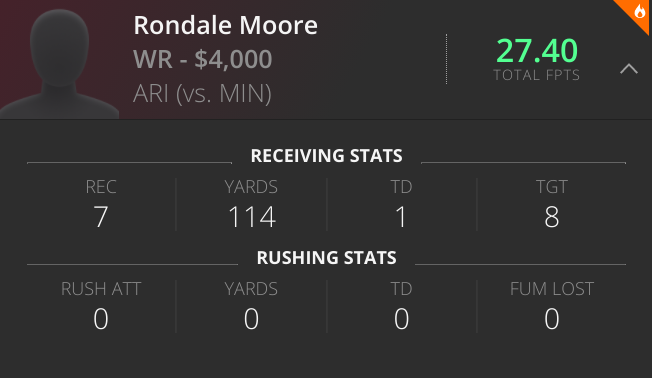 Rondale Moore
WR - $4,000
ARI (vs. MIN)
27.40
TOTAL FPTS
RECEIVING STATS
REC YARDS TD TGT
7 114 1 8
RUSHING STATS
RUSH ATT YARDS TD FUM LOST
0 0 0 0